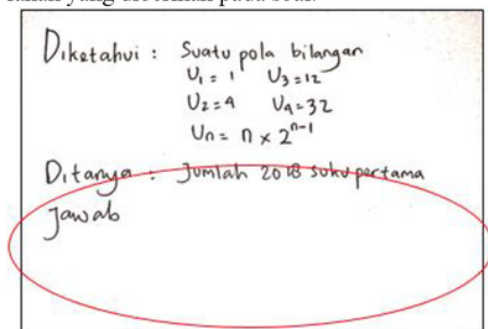 Diketahui : Suatu pola bilangan
U₁ = 1 U₃ = 12
U₂ = 4 U₄ = 32
Uₙ = n × 2ⁿ⁻¹
Ditanya : Jumlah 2018 suku pertama
Jawab